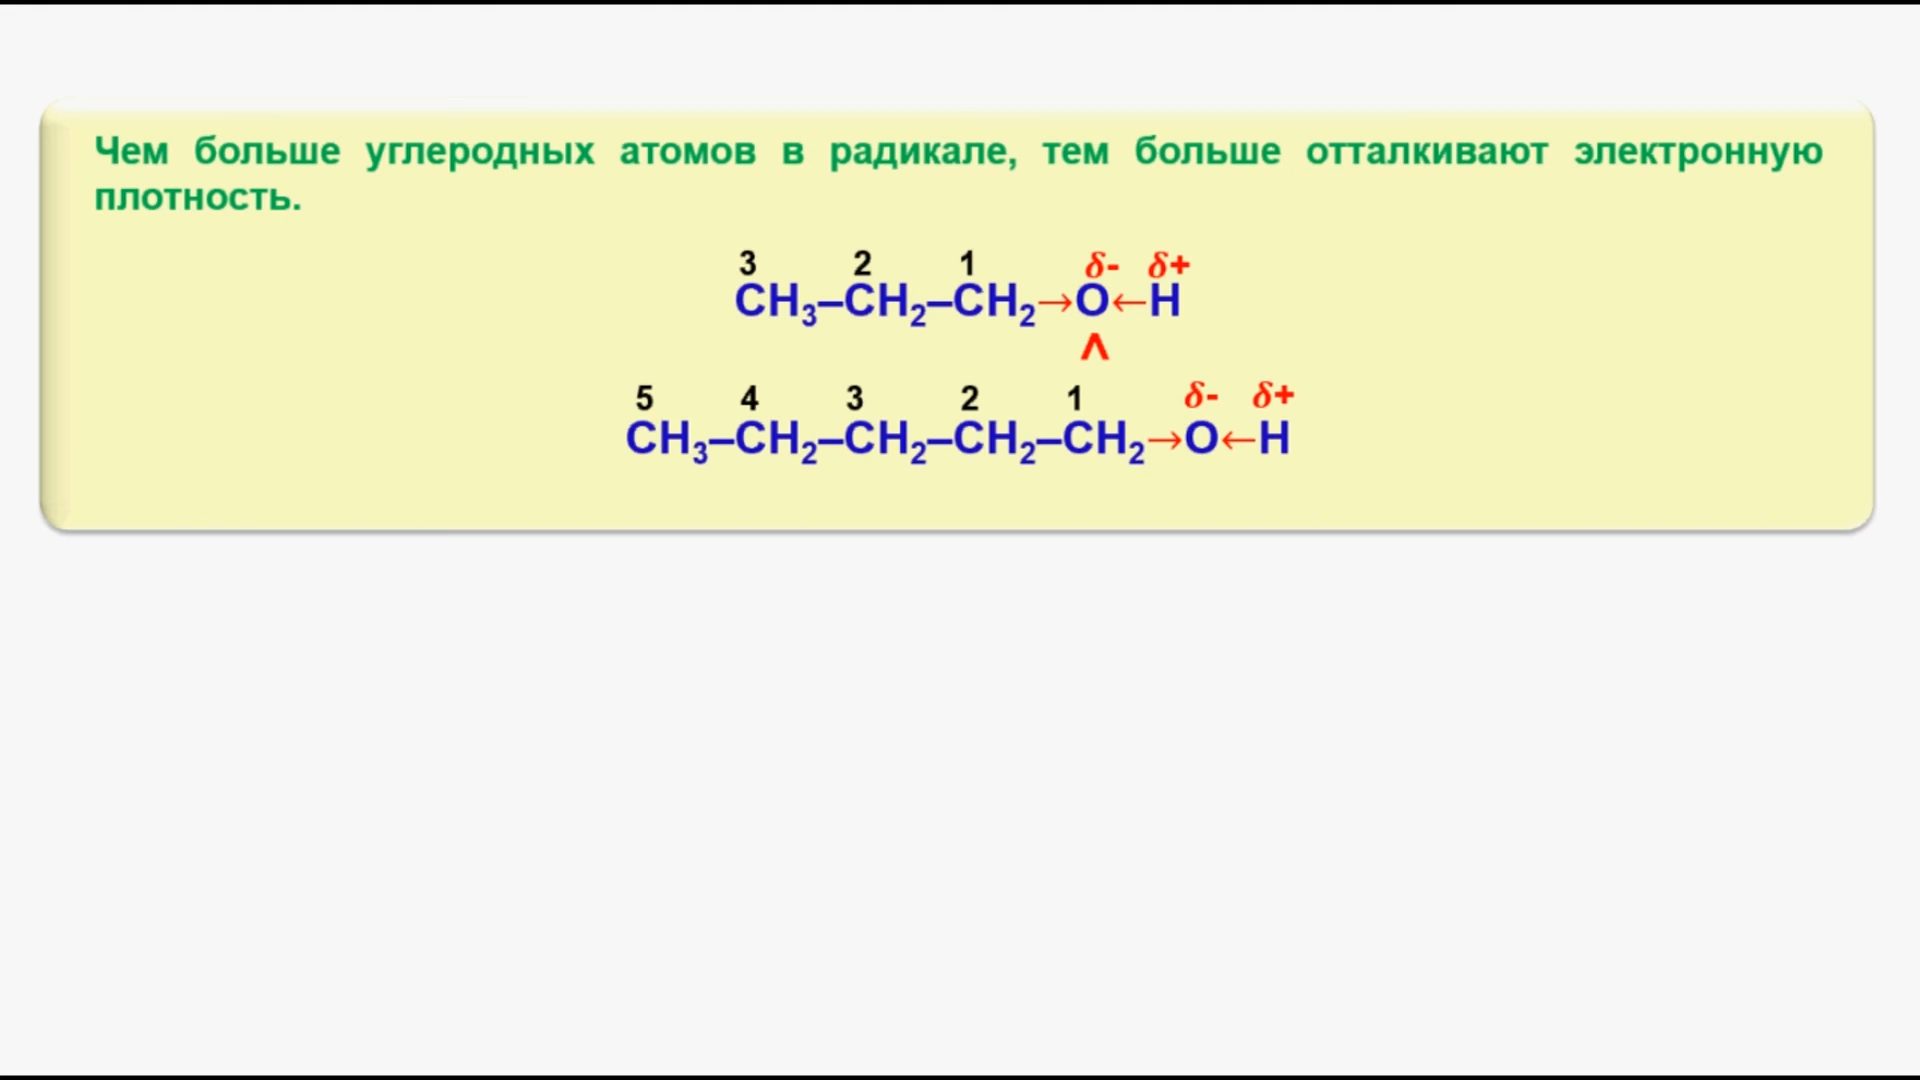 Чем больше углеродных атомов в радикале, тем больше отталкивают электронную
плотность.
3 2 1 δ- δ+
CH₃–CH₂–CH₂→O←H
^
5 4 3 2 1 δ- δ+
CH₃–CH₂–CH₂–CH₂–CH₂→O←H